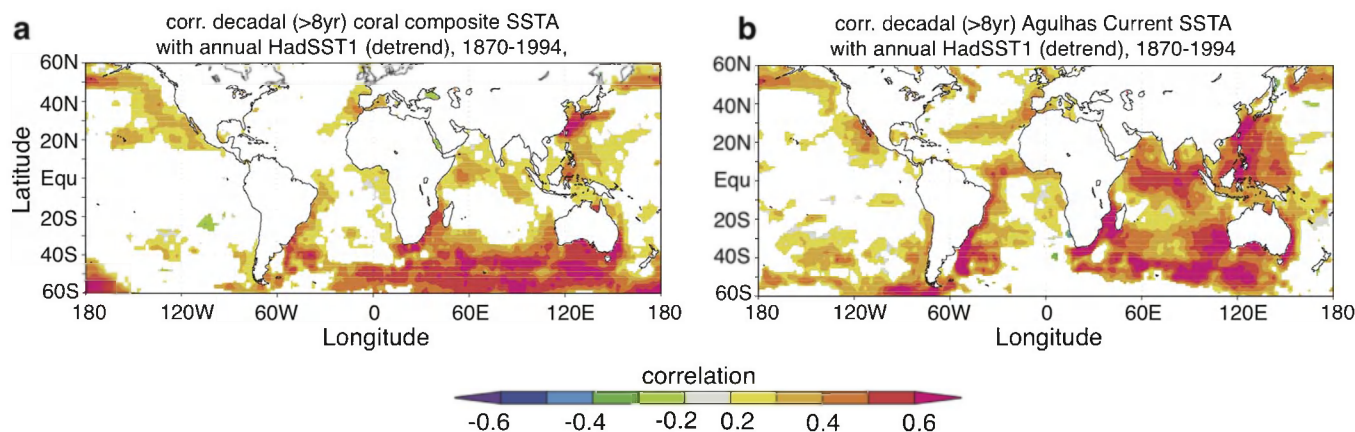 a
corr. decadal (>8yr) coral composite SSTA
with annual HadSST1 (detrend), 1870-1994,
60N
40N
20N
Equ
20S
40S
60S
Latitude
180 120W 60W 0 60E 120E 180
Longitude
b
corr. decadal (>8yr) Agulhas Current SSTA
with annual HadSST1 (detrend), 1870-1994
60N
40N
20N
Equ
20S
40S
60S
180 120W 60W 0 60E 120E 180
Longitude
correlation
-0.6 -0.4 -0.2 0.2 0.4 0.6